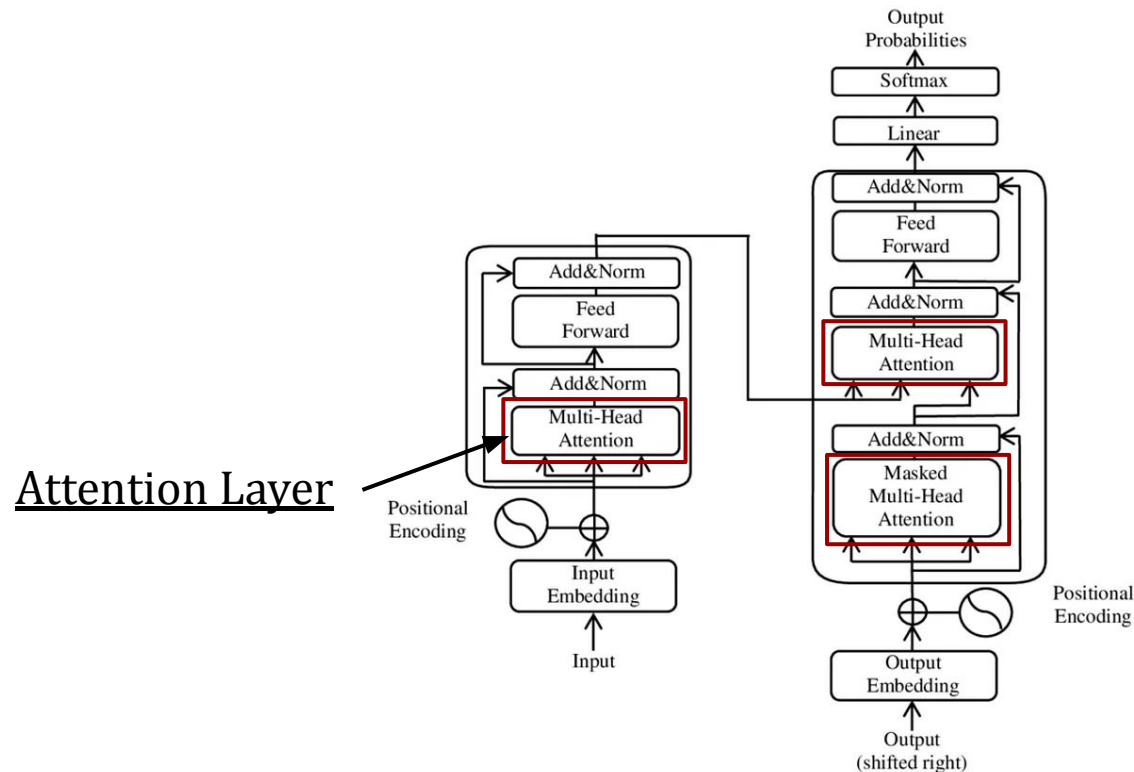 Output
Probabilities
Softmax
Linear
Add&Norm
Feed
Forward
Add&Norm
Multi-Head
Attention
Add&Norm
Masked
Multi-Head
Attention
Positional
Encoding
Output
Embedding
Output
(shifted right)
Add&Norm
Feed
Forward
Add&Norm
Multi-Head
Attention
Attention Layer
Positional
Encoding
Input
Embedding
Input